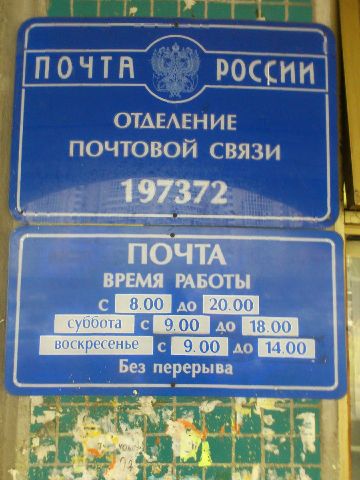 ПОЧТА РОССИИ
ОТДЕЛЕНИЕ
ПОЧТОВОЙ СВЯЗИ
197372
ПОЧТА
ВРЕМЯ РАБОТЫ
С 8.00 ДО 20.00
суббота С 9.00 ДО 18.00
воскресенье С 9.00 ДО 14.00
Без перерыва